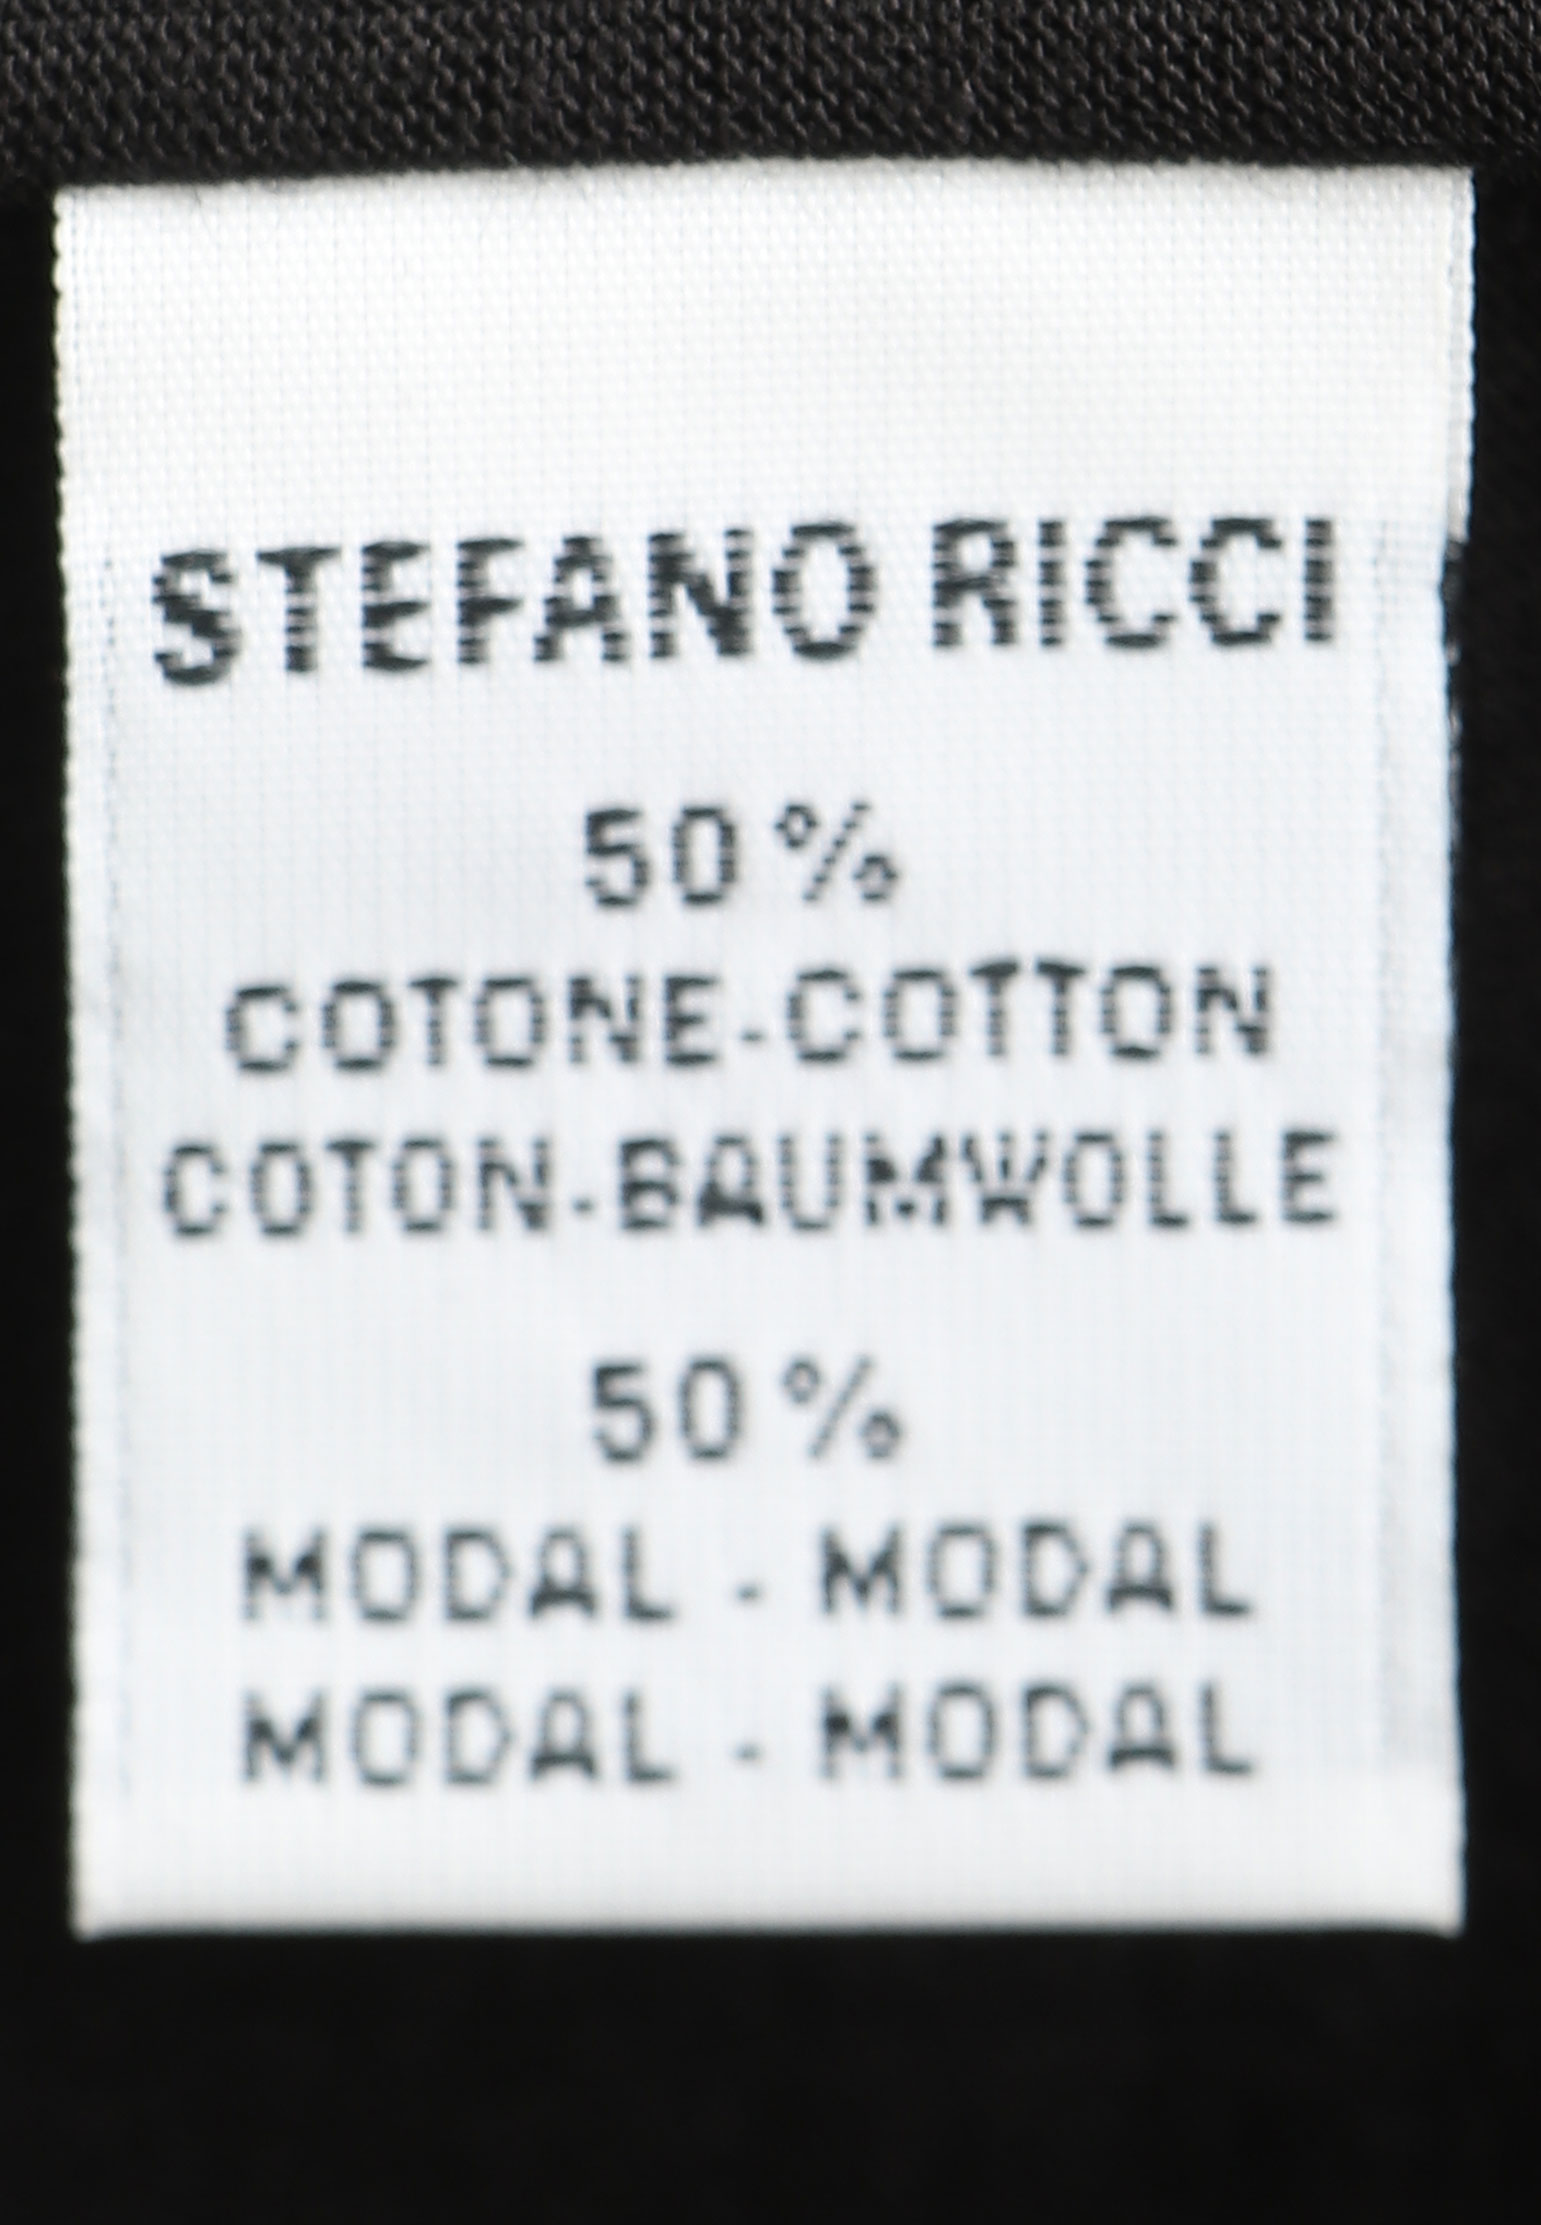 STEFANO RICCI
50%
COTONE-COTTON
COTON-BAUMWOLLE
50%
MODAL - MODAL
MODAL - MODAL